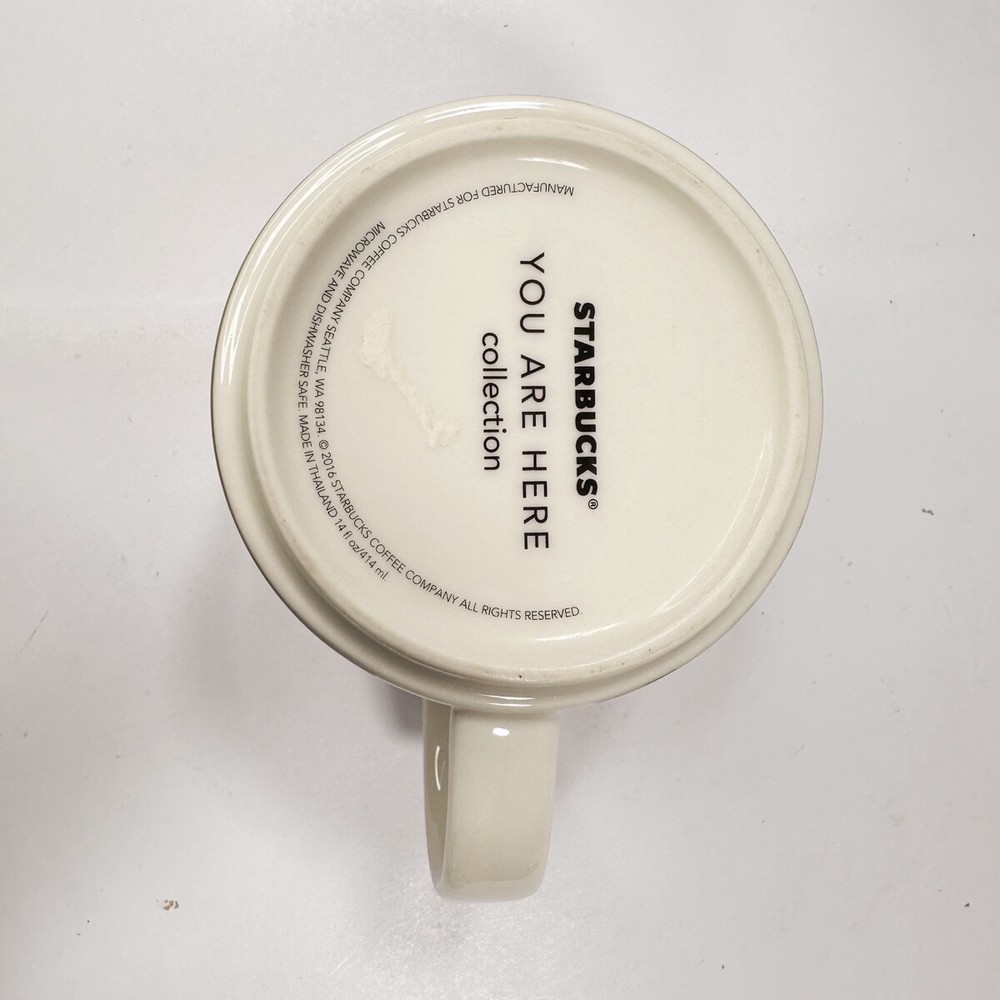 STARBUCKS®
YOU ARE HERE
collection
MICROWAVE AND DISHWASHER SAFE. MADE IN THAILAND 14 fl oz/414 ml.
MANUFACTURED FOR STARBUCKS COFFEE COMPANY SEATTLE, WA 98134. © 2016 STARBUCKS COFFEE COMPANY ALL RIGHTS RESERVED.